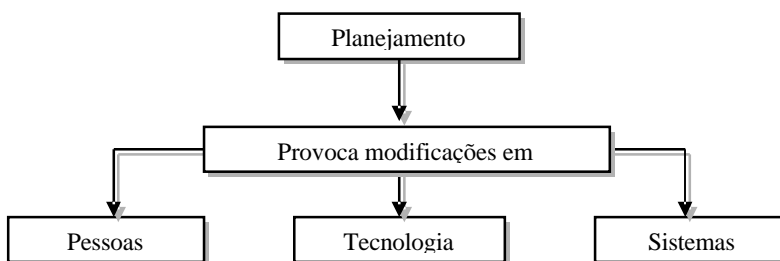 Planejamento
Provoca modificações em
Pessoas
Tecnologia
Sistemas